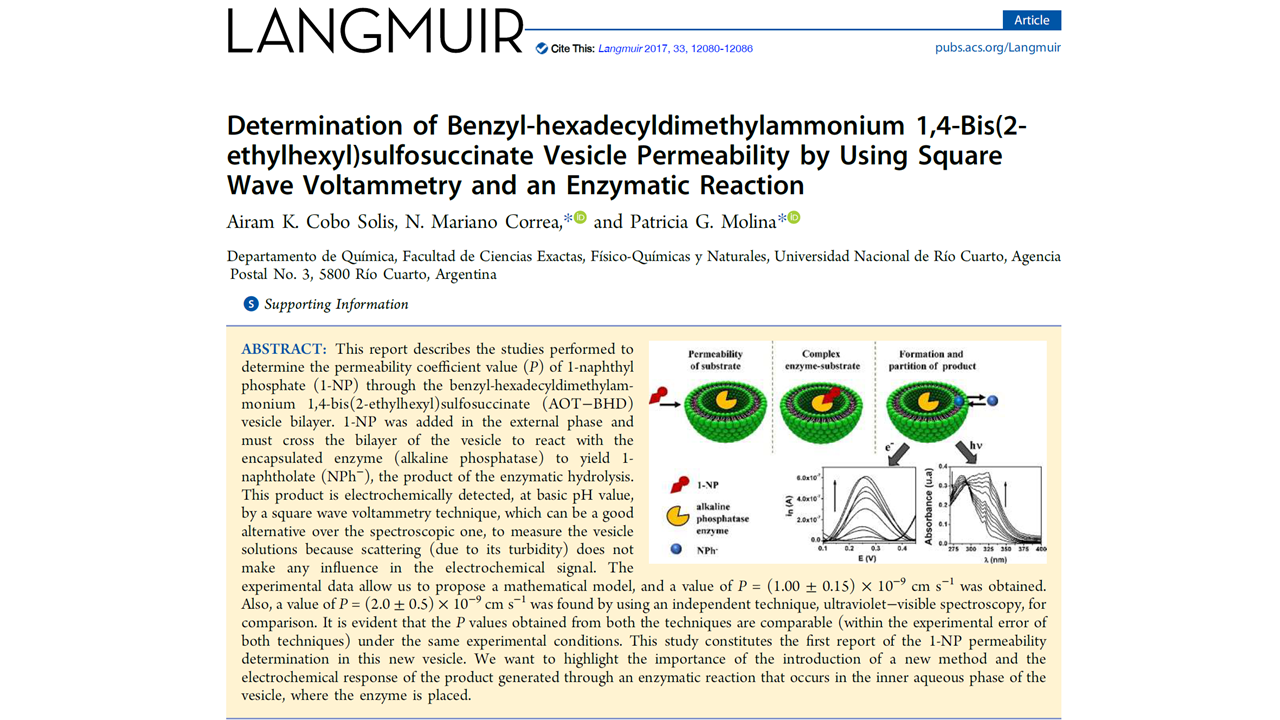 LANGMUIR
Article
Cite This: Langmuir 2017, 33, 12080-12086
pubs.acs.org/Langmuir
Determination of Benzyl-hexadecyldimethylammonium 1,4-Bis(2-
ethylhexyl)sulfosuccinate Vesicle Permeability by Using Square
Wave Voltammetry and an Enzymatic Reaction
Airam K. Cobo Solis, N. Mariano Correa,* iD and Patricia G. Molina* iD
Departamento de Química, Facultad de Ciencias Exactas, Físico-Químicas y Naturales, Universidad Nacional de Río Cuarto, Agencia
Postal No. 3, 5800 Río Cuarto, Argentina
S Supporting Information
ABSTRACT: This report describes the studies performed to
determine the permeability coefficient value (P) of 1-naphthyl
phosphate (1-NP) through the benzyl-hexadecyldimethylam-
monium 1,4-bis(2-ethylhexyl)sulfosuccinate (AOT−BHD)
vesicle bilayer. 1-NP was added in the external phase and
must cross the bilayer of the vesicle to react with the
encapsulated enzyme (alkaline phosphatase) to yield 1-
naphtholate (NPh⁻), the product of the enzymatic hydrolysis.
This product is electrochemically detected, at basic pH value,
by a square wave voltammetry technique, which can be a good
alternative over the spectroscopic one, to measure the vesicle
solutions because scattering (due to its turbidity) does not
make any influence in the electrochemical signal. The
experimental data allow us to propose a mathematical model, and a value of P = (1.00 ± 0.15) × 10⁻⁹ cm s⁻¹ was obtained.
Also, a value of P = (2.0 ± 0.5) × 10⁻⁹ cm s⁻¹ was found by using an independent technique, ultraviolet−visible spectroscopy, for
comparison. It is evident that the P values obtained from both the techniques are comparable (within the experimental error of
both techniques) under the same experimental conditions. This study constitutes the first report of the 1-NP permeability
determination in this new vesicle. We want to highlight the importance of the introduction of a new method and the
electrochemical response of the product generated through an enzymatic reaction that occurs in the inner aqueous phase of the
vesicle, where the enzyme is placed.
Permeability
of substrate
Complex
enzyme-substrate
Formation and
partition of product
e⁻
hν
1-NP
alkaline
phosphatase
enzyme
NPh⁻
6.0x10⁻⁷
4.0x10⁻⁷
2.0x10⁻⁷
0.0
0.1 0.2 0.3 0.4
E (V)
Iₙ (A)
0.4
0.3
0.2
0.1
0.0
275 300 325 350 375 400
λ (nm)
Absorbance (u.a)